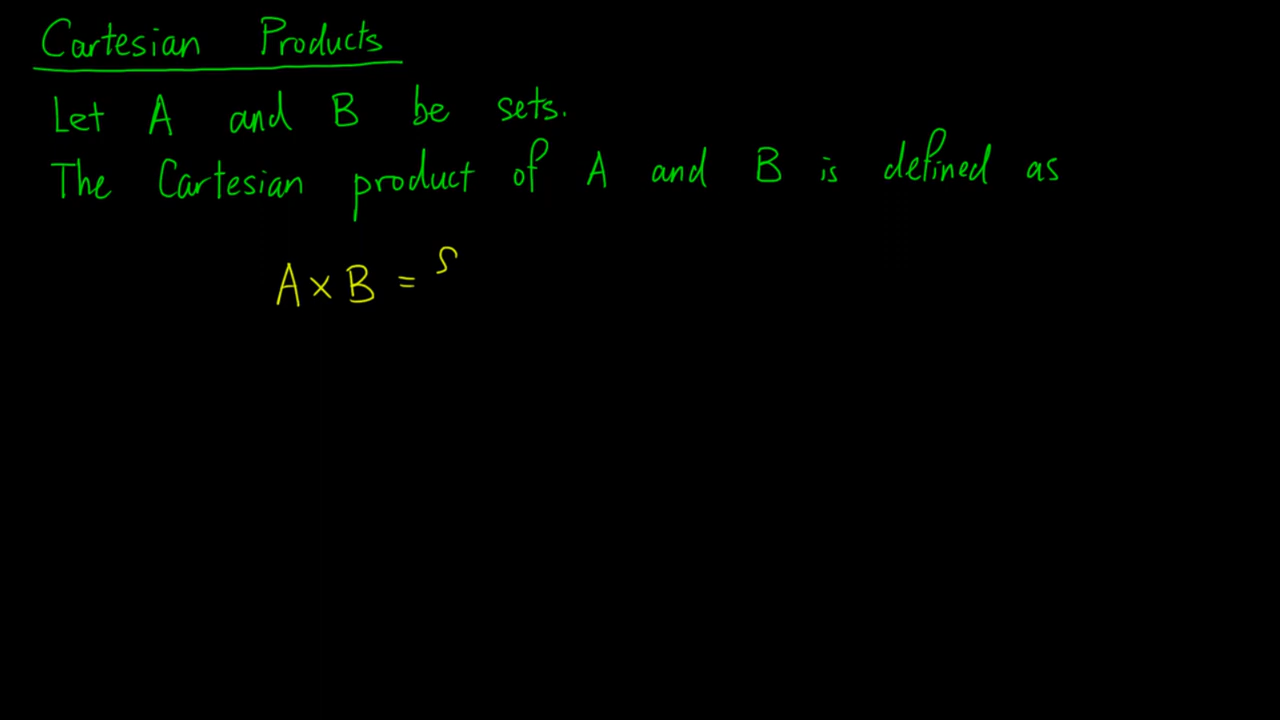 Cartesian Products
Let A and B be sets.
The Cartesian product of A and B is defined as
A × B =